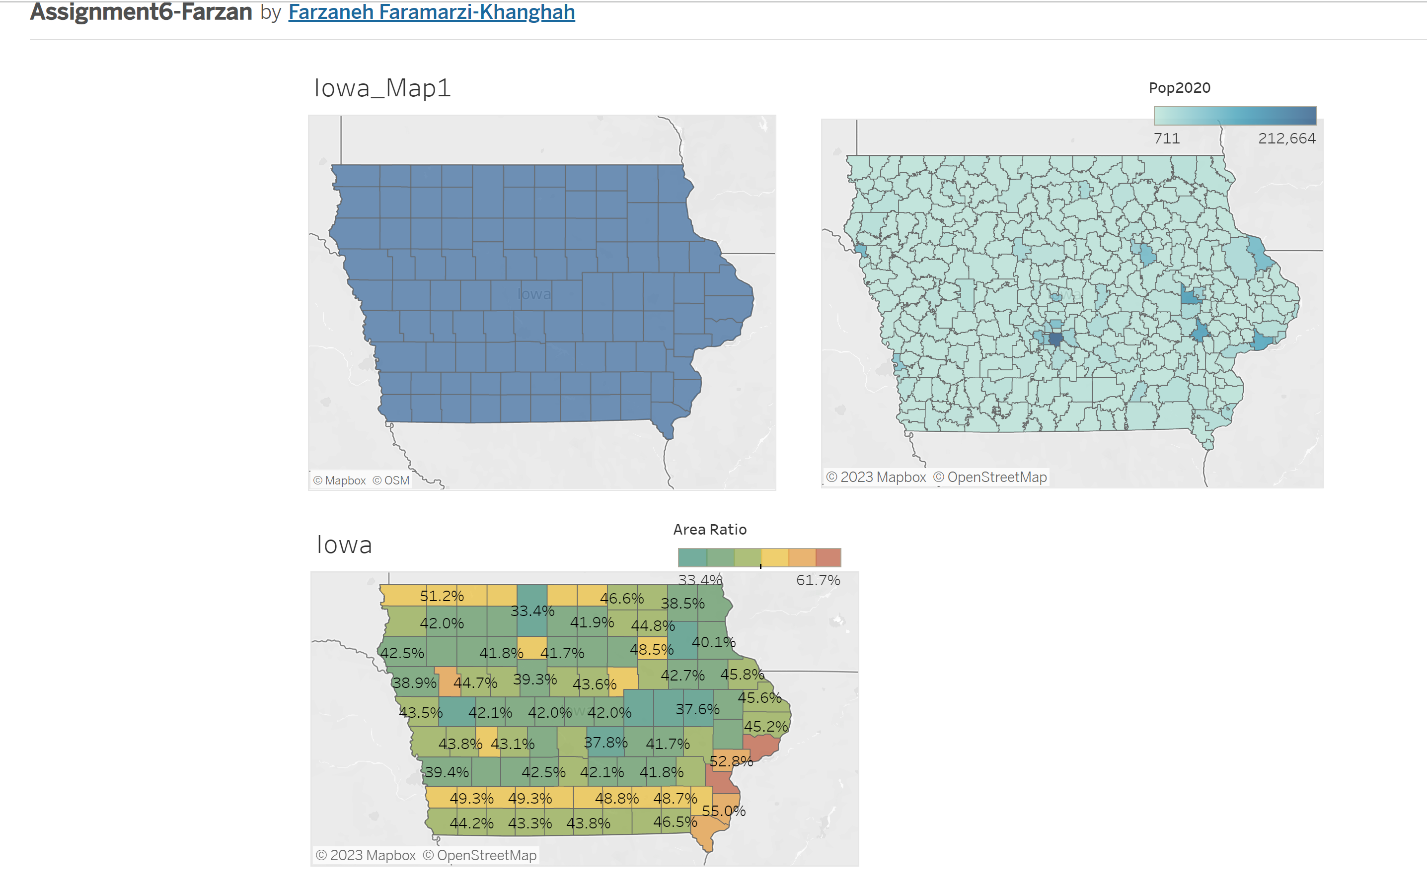 Assignment6-Farzan by Farzaneh Faramarzi-Khanghah
Iowa_Map1
Pop2020
711 212,664
Iowa
© Mapbox © OSM
© 2023 Mapbox © OpenStreetMap
Iowa
Area Ratio
33.4% 61.7%
51.2% 46.6% 38.5%
33.4%
42.0% 41.9% 44.8%
42.5% 41.8% 41.7% 48.5% 40.1%
38.9% 44.7% 39.3% 43.6% 42.7% 45.8%
45.6%
43.5% 42.1% 42.0% 42.0% 37.6%
45.2%
43.8% 43.1% 37.8% 41.7%
52.8%
39.4% 42.5% 42.1% 41.8%
49.3% 49.3% 48.8% 48.7%
55.0%
44.2% 43.3% 43.8% 46.5%
© 2023 Mapbox © OpenStreetMap